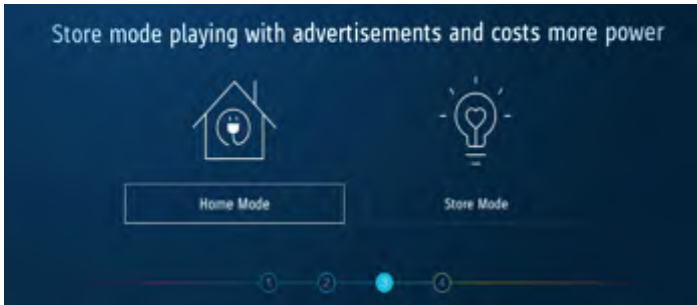 Store mode playing with advertisements and costs more power
Home Mode
Store Mode
1
2
3
4